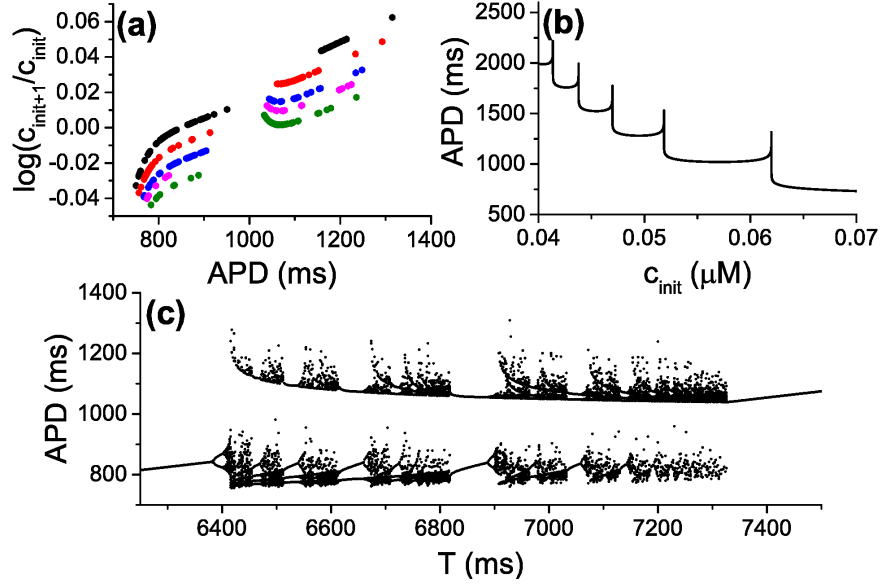 (a)
log(c_init+1/c_init)
0.06
0.04
0.02
0.00
-0.02
-0.04
800 1000 1200 1400
APD (ms)
(b)
APD (ms)
2500
2000
1500
1000
500
0.04 0.05 0.06 0.07
c_init (μM)
(c)
APD (ms)
1400
1200
1000
800
6400 6600 6800 7000 7200 7400
T (ms)